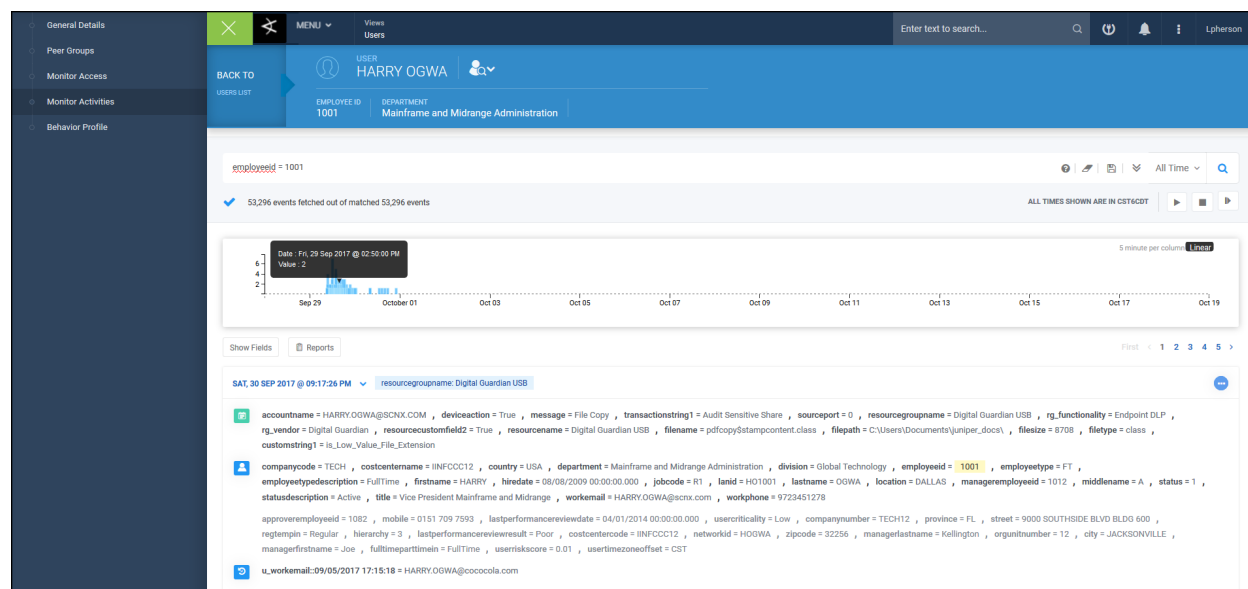 General Details
Peer Groups
Monitor Access
Monitor Activities
Behavior Profile
MENU
Views
Users
Enter text to search...
Lpherson
BACK TO
USERS LIST
USER
HARRY OGWA
EMPLOYEE ID
1001
DEPARTMENT
Mainframe and Midrange Administration
employeeid = 1001
All Time
53,296 events fetched out of matched 53,296 events
ALL TIMES SHOWN ARE IN CST6CDT
5 minute per column Linear
Date : Fri, 29 Sep 2017 @ 02:50:00 PM
Value : 2
6
4
2
Sep 29 October 01 Oct 03 Oct 05 Oct 07 Oct 09 Oct 11 Oct 13 Oct 15 Oct 17 Oct 19
Show Fields Reports
First < 1 2 3 4 5 >
SAT, 30 SEP 2017 @ 09:17:26 PM resourcegroupname: Digital Guardian USB
accountname = HARRY.OGWA@SCNX.COM , deviceaction = True , message = File Copy , transactionstring1 = Audit Sensitive Share , sourceport = 0 , resourcegroupname = Digital Guardian USB , rg_functionality = Endpoint DLP ,
rg_vendor = Digital Guardian , resourcecustomfield2 = True , resourcename = Digital Guardian USB , filename = pdfcopy$stampcontent.class , filepath = C:\Users\Documents\juniper_docs\ , filesize = 8708 , filetype = class ,
customstring1 = is_Low_Value_File_Extension
companycode = TECH , costcentername = IINFCCC12 , country = USA , department = Mainframe and Midrange Administration , division = Global Technology , employeeid = 1001 , employeetype = FT ,
employeetypedescription = FullTime , firstname = HARRY , hiredate = 08/08/2009 00:00:00.000 , jobcode = R1 , lanid = HO1001 , lastname = OGWA , location = DALLAS , manageremployeeid = 1012 , middlename = A , status = 1 ,
statusdescription = Active , title = Vice President Mainframe and Midrange , workemail = HARRY.OGWA@scnx.com , workphone = 9723451278
approveremployeeid = 1082 , mobile = 0151 709 7593 , lastperformancereviewdate = 04/01/2014 00:00:00.000 , usercriticality = Low , companynumber = TECH12 , province = FL , street = 9000 SOUTHSIDE BLVD BLDG 600 ,
regtempin = Regular , hierarchy = 3 , lastperformancereviewresult = Poor , costcentercode = IINFCCC12 , networkid = HOGWA , zipcode = 32256 , managerlastname = Kellington , orgunitnumber = 12 , city = JACKSONVILLE ,
managerfirstname = Joe , fulltimeparttimein = FullTime , userriskscore = 0.01 , usertimezoneoffset = CST
u_workemail::09/05/2017 17:15:18 = HARRY.OGWA@cococola.com